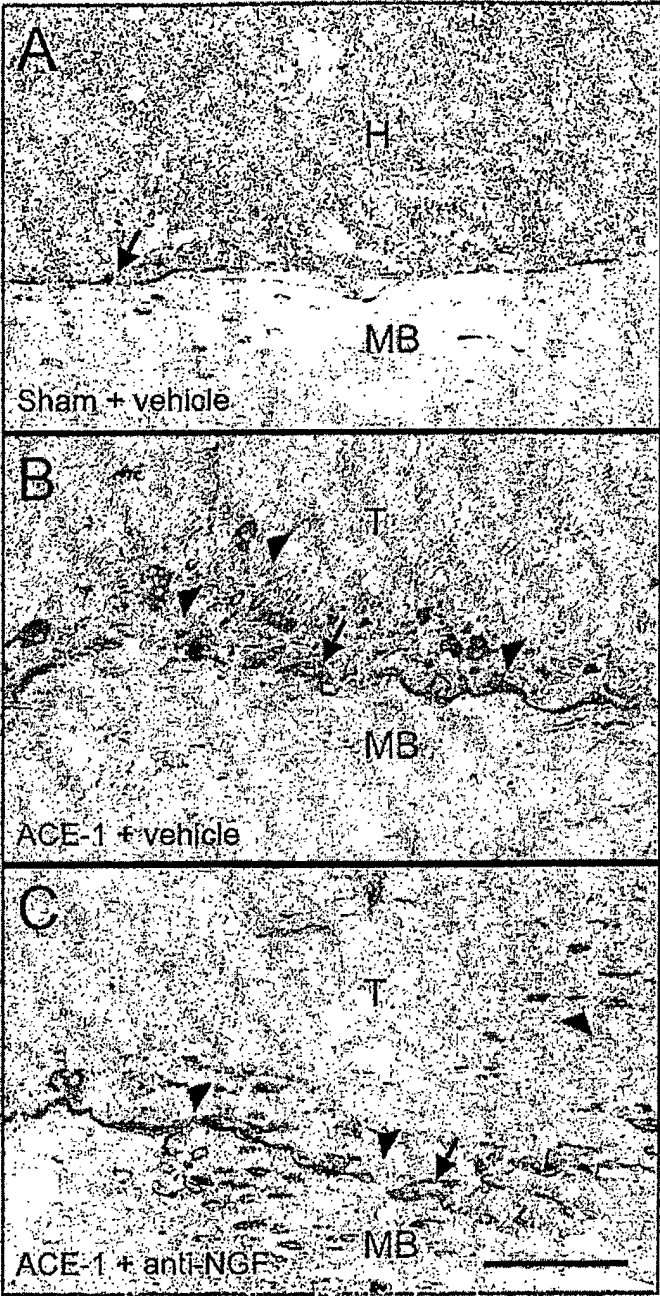 A
H
MB
Sham + vehicle
B
T
MB
ACE-1 + vehicle
C
T
MB
ACE-1 + anti-NGF